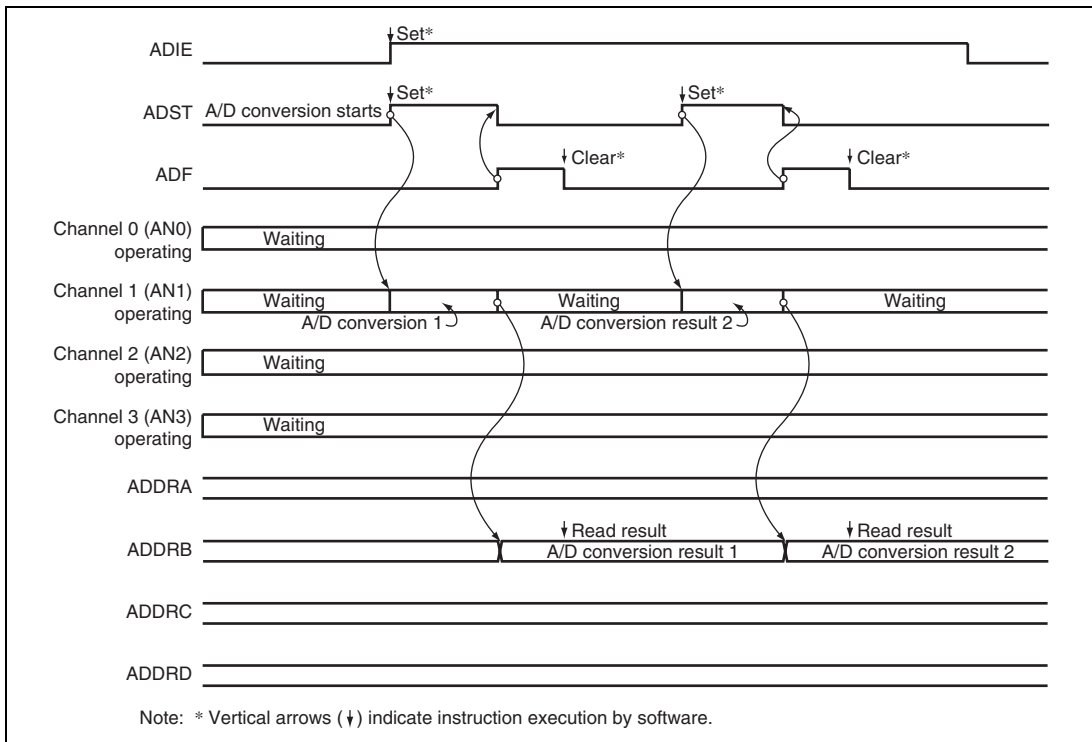 ADIE
↓Set*
ADST
A/D conversion starts
↓Set*
↓Set*
ADF
↓Clear*
↓Clear*
Channel 0 (AN0)
operating
Waiting
Channel 1 (AN1)
operating
Waiting
Waiting
Waiting
A/D conversion 1
A/D conversion result 2
Channel 2 (AN2)
operating
Waiting
Channel 3 (AN3)
operating
Waiting
ADDRA
ADDRB
↓Read result
↓Read result
A/D conversion result 1
A/D conversion result 2
ADDRC
ADDRD
Note: * Vertical arrows (↓) indicate instruction execution by software.